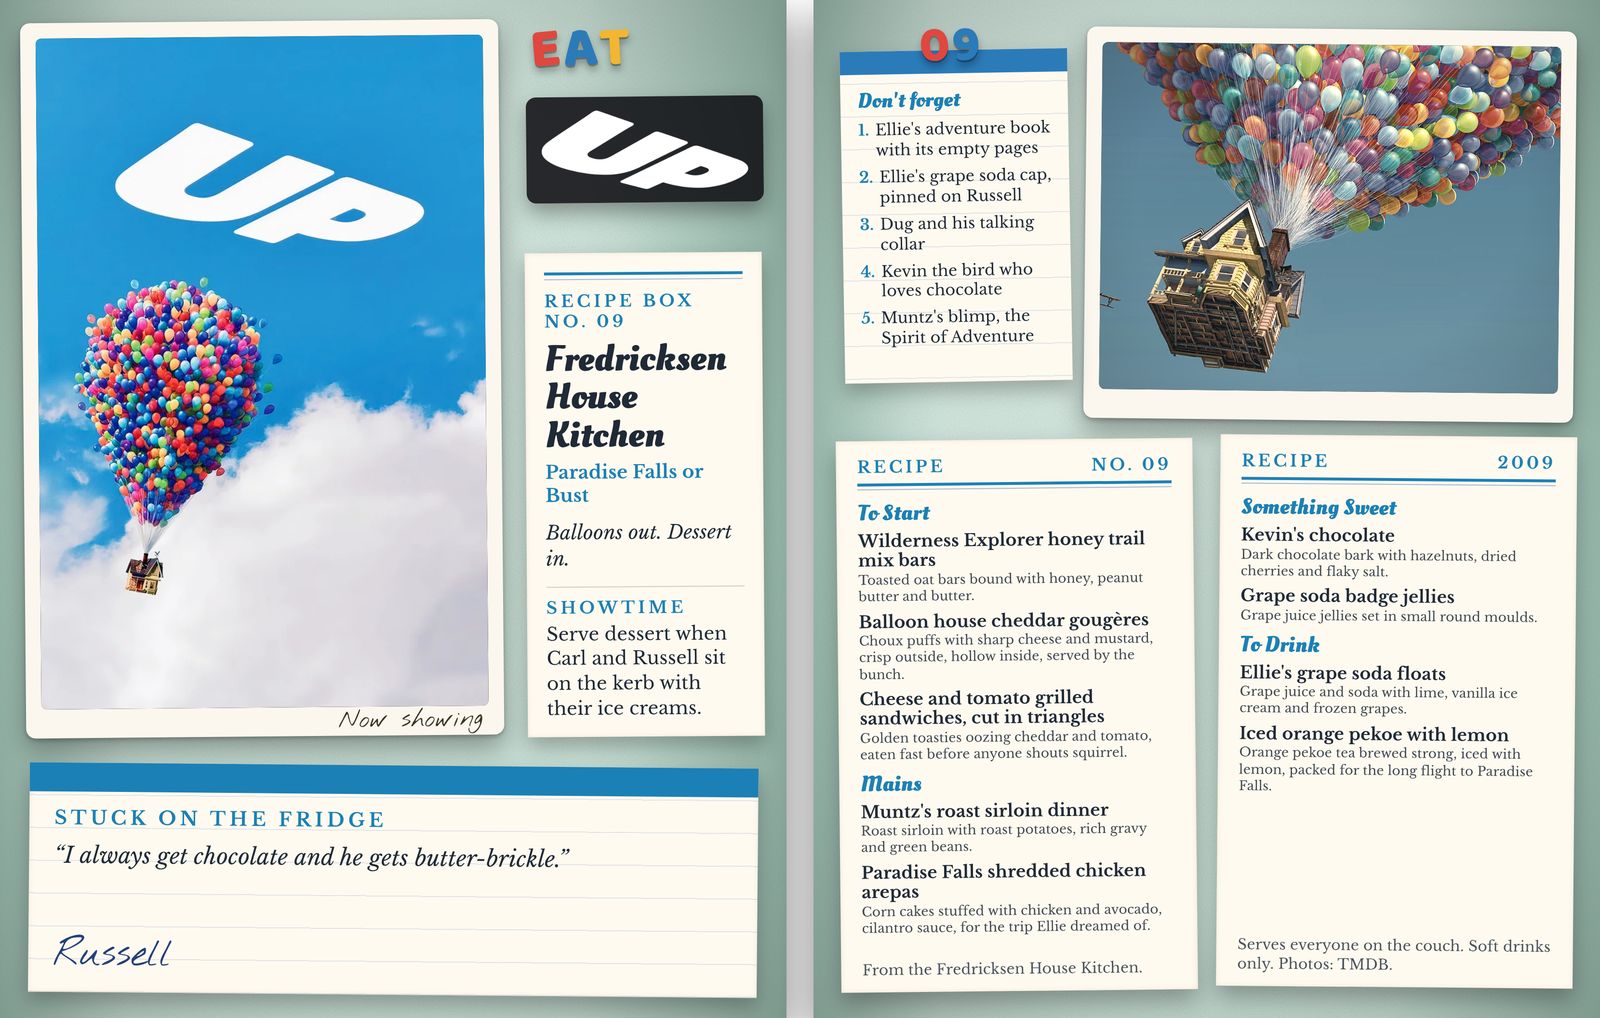 UP
Now showing
EAT
UP
RECIPE BOX
NO. 09
Fredricksen
House
Kitchen
Paradise Falls or
Bust
Balloons out. Dessert
in.
SHOWTIME
Serve dessert when
Carl and Russell sit
on the kerb with
their ice creams.
STUCK ON THE FRIDGE
“I always get chocolate and he gets butter-brickle.”
Russell
09
Don't forget
1. Ellie's adventure book
with its empty pages
2. Ellie's grape soda cap,
pinned on Russell
3. Dug and his talking
collar
4. Kevin the bird who
loves chocolate
5. Muntz's blimp, the
Spirit of Adventure
RECIPE NO. 09
To Start
Wilderness Explorer honey trail
mix bars
Toasted oat bars bound with honey, peanut
butter and butter.
Balloon house cheddar gougères
Choux puffs with sharp cheese and mustard,
crisp outside, hollow inside, served by the
bunch.
Cheese and tomato grilled
sandwiches, cut in triangles
Golden toasties oozing cheddar and tomato,
eaten fast before anyone shouts squirrel.
Mains
Muntz's roast sirloin dinner
Roast sirloin with roast potatoes, rich gravy
and green beans.
Paradise Falls shredded chicken
arepas
Corn cakes stuffed with chicken and avocado,
cilantro sauce, for the trip Ellie dreamed of.
From the Fredricksen House Kitchen.
RECIPE 2009
Something Sweet
Kevin's chocolate
Dark chocolate bark with hazelnuts, dried
cherries and flaky salt.
Grape soda badge jellies
Grape juice jellies set in small round moulds.
To Drink
Ellie's grape soda floats
Grape juice and soda with lime, vanilla ice
cream and frozen grapes.
Iced orange pekoe with lemon
Orange pekoe tea brewed strong, iced with
lemon, packed for the long flight to Paradise
Falls.
Serves everyone on the couch. Soft drinks
only. Photos: TMDB.